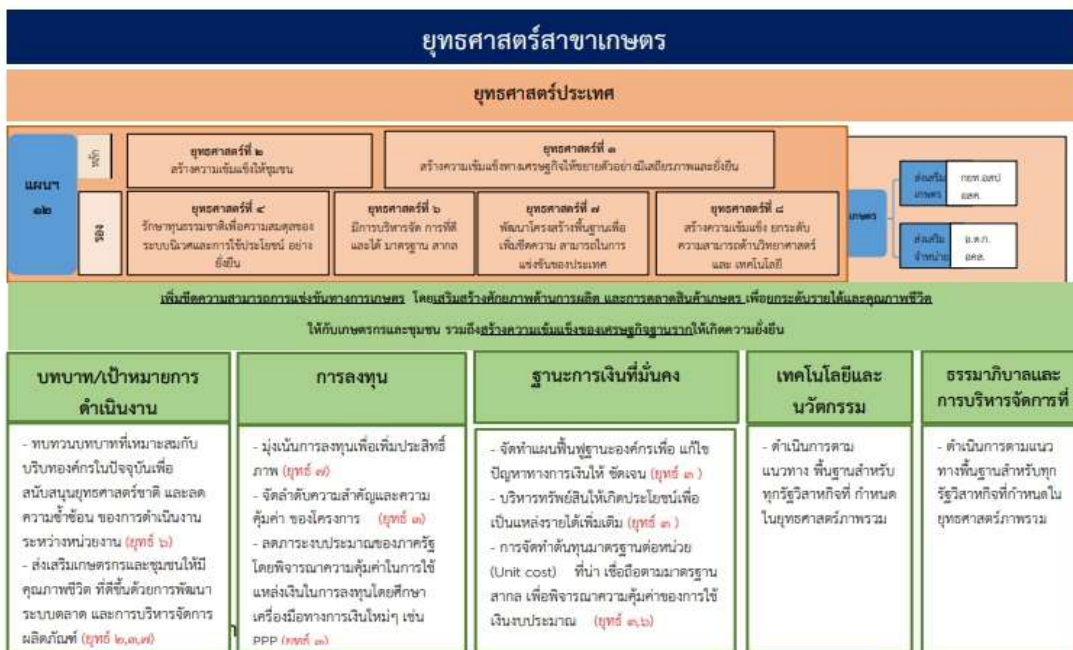 ยุทธศาสตร์สาขาเกษตร
ยุทธศาสตร์ประเทศ
แผนฯ
๑๒
หลัก
ยุทธศาสตร์ที่ ๒
สร้างความเข้มแข็งให้ชุมชน
ยุทธศาสตร์ที่ ๓
สร้างความเข้มแข็งทางเศรษฐกิจให้ขยายตัวอย่างมีเสถียรภาพและยั่งยืน
รอง
ยุทธศาสตร์ที่ ๔
รักษาทุนธรรมชาติเพื่อความสมดุลของ
ระบบนิเวศและการใช้ประโยชน์ อย่าง
ยั่งยืน
ยุทธศาสตร์ที่ ๖
มีการบริหารจัด การที่ดี
และได้ มาตรฐาน สากล
ยุทธศาสตร์ที่ ๗
พัฒนาโครงสร้างพื้นฐานเพื่อ
เพิ่มขีดความ สามารถในการ
แข่งขันของประเทศ
ยุทธศาสตร์ที่ ๘
สร้างความเข้มแข็ง ยกระดับ
ความสามารถด้านวิทยาศาสตร์
และ เทคโนโลยี
เกษตร
ส่งเสริม
เกษตร
กยท.อสป
อสค.
ส่งเสริม
จำหน่าย
อ.ต.ก.
อคส.
เพิ่มขีดความสามารถการแข่งขันทางการเกษตร โดยเสริมสร้างศักยภาพด้านการผลิต และการตลาดสินค้าเกษตร เพื่อยกระดับรายได้และคุณภาพชีวิต
ให้กับเกษตรกรและชุมชน รวมถึงสร้างความเข้มแข็งของเศรษฐกิจฐานรากให้เกิดความยั่งยืน
บทบาท/เป้าหมายการ
ดำเนินงาน
- ทบทวนบทบาทที่เหมาะสมกับ
บริบทองค์กรในปัจจุบันเพื่อ
สนับสนุนยุทธศาสตร์ชาติ และลด
ความซ้ำซ้อน ของการดำเนินงาน
ระหว่างหน่วยงาน (ยุทธ์ ๖)
- ส่งเสริมเกษตรกรและชุมชนให้มี
คุณภาพชีวิต ที่ดีขึ้นด้วยการพัฒนา
ระบบตลาด และการบริหารจัดการ
ผลิตภัณฑ์ (ยุทธ์ ๒,๓,๗)
การลงทุน
- มุ่งเน้นการลงทุนเพื่อเพิ่มประสิทธิ์
ภาพ (ยุทธ์ ๗)
- จัดลำดับความสำคัญและความ
คุ้มค่า ของโครงการ (ยุทธ์ ๓)
- ลดภาระงบประมาณของภาครัฐ
โดยพิจารณาความคุ้มค่าในการใช้
แหล่งเงินในการลงทุนโดยศึกษา
เครื่องมือทางการเงินใหม่ๆ เช่น
PPP (ยุทธ์ ๓)
ฐานะการเงินที่มั่นคง
- จัดทำแผนฟื้นฟูฐานะองค์กรเพื่อ แก้ไข
ปัญหาทางการเงินให้ ชัดเจน (ยุทธ์ ๓ )
- บริหารทรัพย์สินให้เกิดประโยชน์เพื่อ
เป็นแหล่งรายได้เพิ่มเติม (ยุทธ์ ๓ )
- การจัดทำต้นทุนมาตรฐานต่อหน่วย
(Unit cost) ที่น่า เชื่อถือตามมาตรฐาน
สากล เพื่อพิจารณาความคุ้มค่าของการใช้
เงินงบประมาณ (ยุทธ์ ๓,๖)
เทคโนโลยีและ
นวัตกรรม
- ดำเนินการตาม
แนวทาง พื้นฐานสำหรับ
ทุกรัฐวิสาหกิจที่ กำหนด
ในยุทธศาสตร์ภาพรวม
ธรรมาภิบาลและ
การบริหารจัดการที่
- ดำเนินการตามแนว
ทางพื้นฐานสำหรับทุก
รัฐวิสาหกิจที่กำหนดใน
ยุทธศาสตร์ภาพรวม